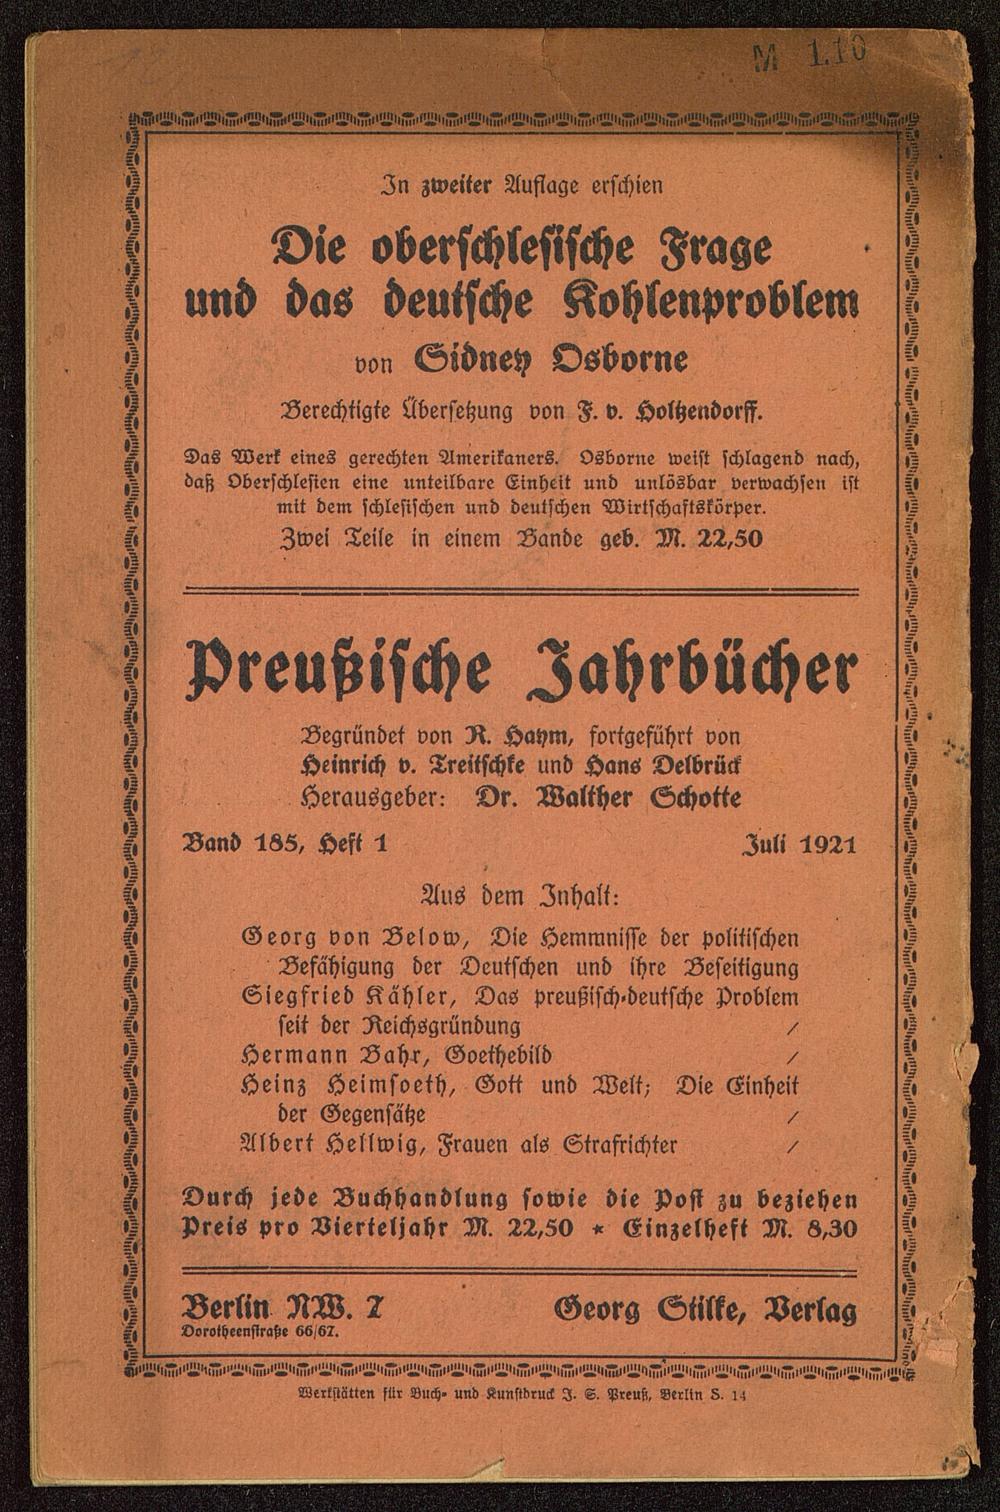 M 1.10
In zweiter Auflage erschien
Die oberschlesische Frage
und das deutsche Kohlenproblem
von Sidney Osborne
Berechtigte Übersetzung von F. v. Holtzendorff.
Das Werk eines gerechten Amerikaners. Osborne weist schlagend nach,
daß Oberschlesien eine unteilbare Einheit und unlösbar verwachsen ist
mit dem schlesischen und deutschen Wirtschaftskörper.
Zwei Teile in einem Bande geb. M. 22,50
Preußische Jahrbücher
Begründet von R. Haym, fortgeführt von
Heinrich v. Treitschke und Hans Delbrück
Herausgeber: Dr. Walther Schotte
Band 185, Heft 1 Juli 1921
Aus dem Inhalt:
Georg von Below, Die Hemmnisse der politischen
Befähigung der Deutschen und ihre Beseitigung
Siegfried Kähler, Das preußisch-deutsche Problem
seit der Reichsgründung /
Hermann Bahr, Goethebild /
Heinz Heimsoeth, Gott und Welt; Die Einheit
der Gegensätze /
Albert Hellwig, Frauen als Strafrichter /
Durch jede Buchhandlung sowie die Post zu beziehen
Preis pro Vierteljahr M. 22,50 * Einzelheft M. 8,30
Berlin NW. 7 Georg Stilke, Verlag
Dorotheenstraße 66/67.
Werkstätten für Buch- und Kunstdruck J. S. Preuß, Berlin S. 14